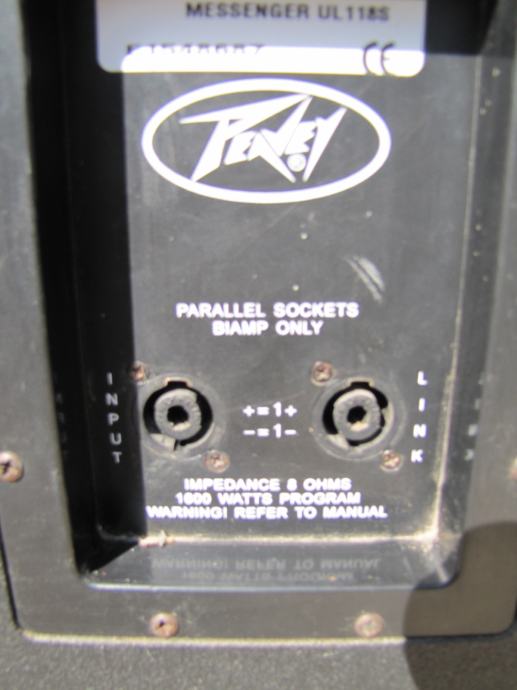 MESSENGER UL118S
CE
PEAVEY
PARALLEL SOCKETS
BIAMP ONLY
INPUT
+=1+
-=1-
LINK
IMPEDANCE 8 OHMS
1600 WATTS PROGRAM
WARNING! REFER TO MANUAL